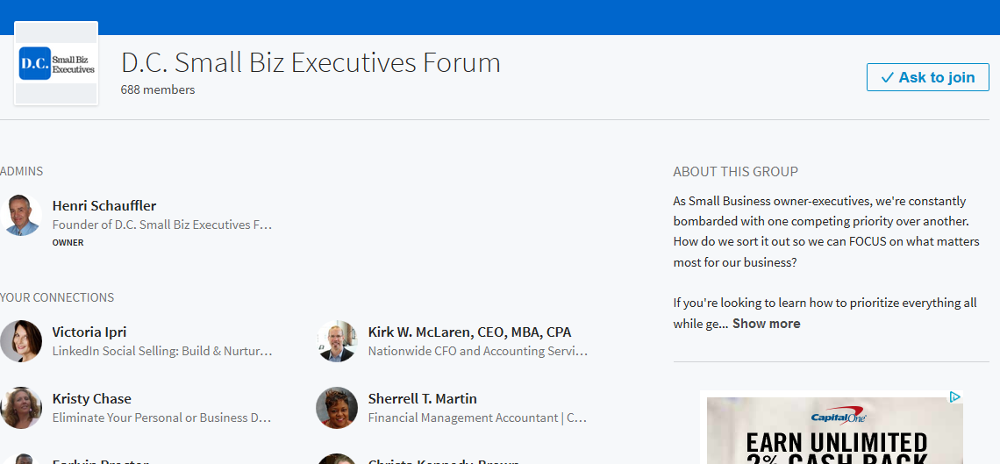 D.C. Small Biz
Executives
D.C. Small Biz Executives Forum
688 members
Ask to join
ADMINS
Henri Schauffler
Founder of D.C. Small Biz Executives F...
OWNER
YOUR CONNECTIONS
Victoria Ipri
LinkedIn Social Selling: Build & Nurtur...
Kirk W. McLaren, CEO, MBA, CPA
Nationwide CFO and Accounting Servi...
Kristy Chase
Eliminate Your Personal or Business D...
Sherrell T. Martin
Financial Management Accountant | C...
ABOUT THIS GROUP
As Small Business owner-executives, we're constantly
bombarded with one competing priority over another.
How do we sort it out so we can FOCUS on what matters
most for our business?
If you're looking to learn how to prioritize everything all
while ge... Show more
Capital One
EARN UNLIMITED
2% CASH BACK